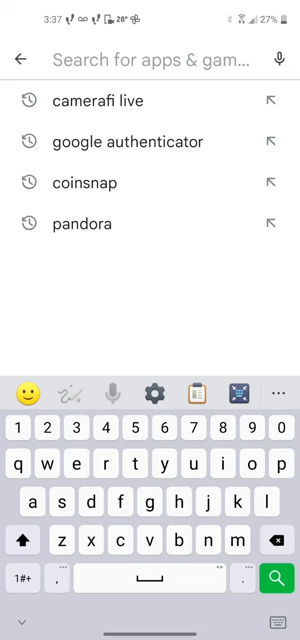 3:37 28° 27%
Search for apps & gam...
camerafi live
google authenticator
coinsnap
pandora
1 2 3 4 5 6 7 8 9 0
q w e r t y u i o p
a s d f g h j k l
z x c v b n m
1#+ , .